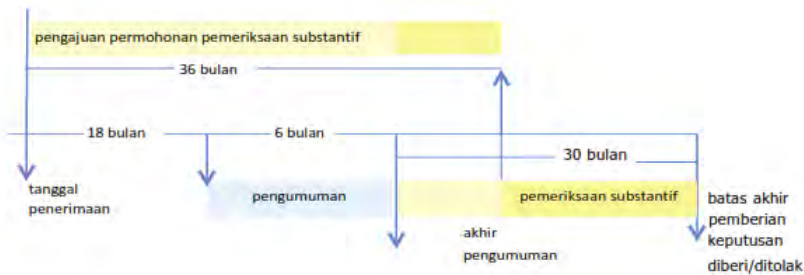 pengajuan permohonan pemeriksaan substantif
36 bulan
18 bulan
6 bulan
30 bulan
tanggal
penerimaan
pengumuman
pemeriksaan substantif
batas akhir
pemberian
keputusan
diberi/ditolak
akhir
pengumuman